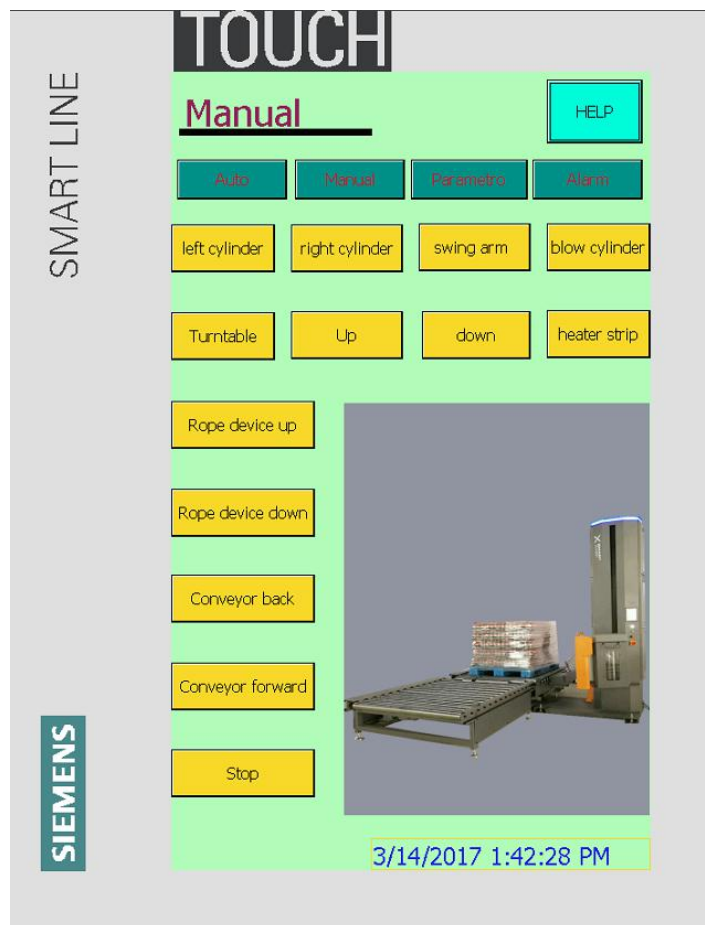 TOUCH
SMART LINE
Manual
HELP
Auto Manual Parametro Alarm
left cylinder right cylinder swing arm blow cylinder
Turntable Up down heater strip
Rope device up
Rope device down
Conveyor back
Conveyor forward
Stop
SIEMENS
3/14/2017 1:42:28 PM